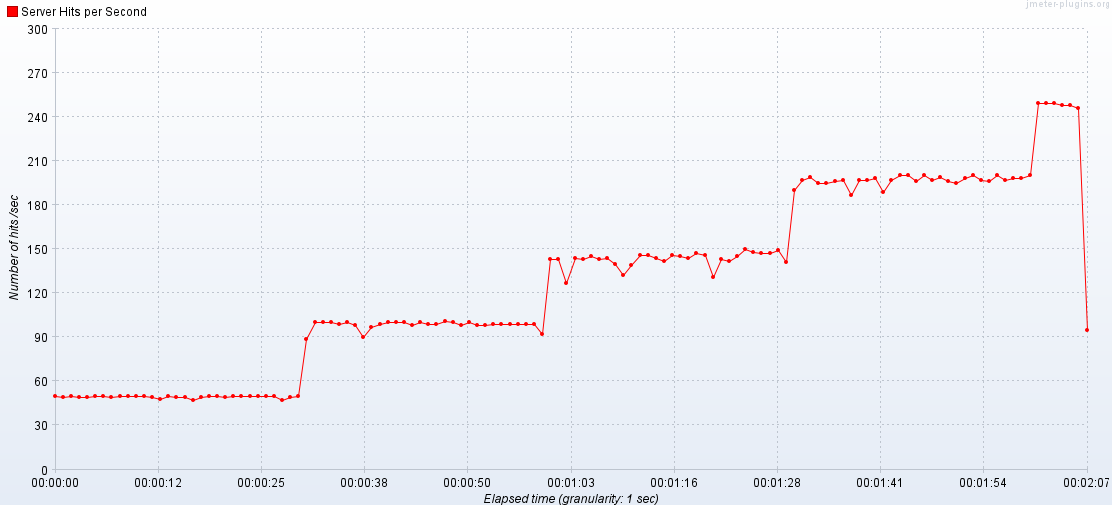 jmeter-plugins.org
Server Hits per Second
300
270
240
210
180
150
120
90
60
30
0
Number of hits /sec
00:00:00 00:00:12 00:00:25 00:00:38 00:00:50 00:01:03 00:01:16 00:01:28 00:01:41 00:01:54 00:02:07
Elapsed time (granularity: 1 sec)